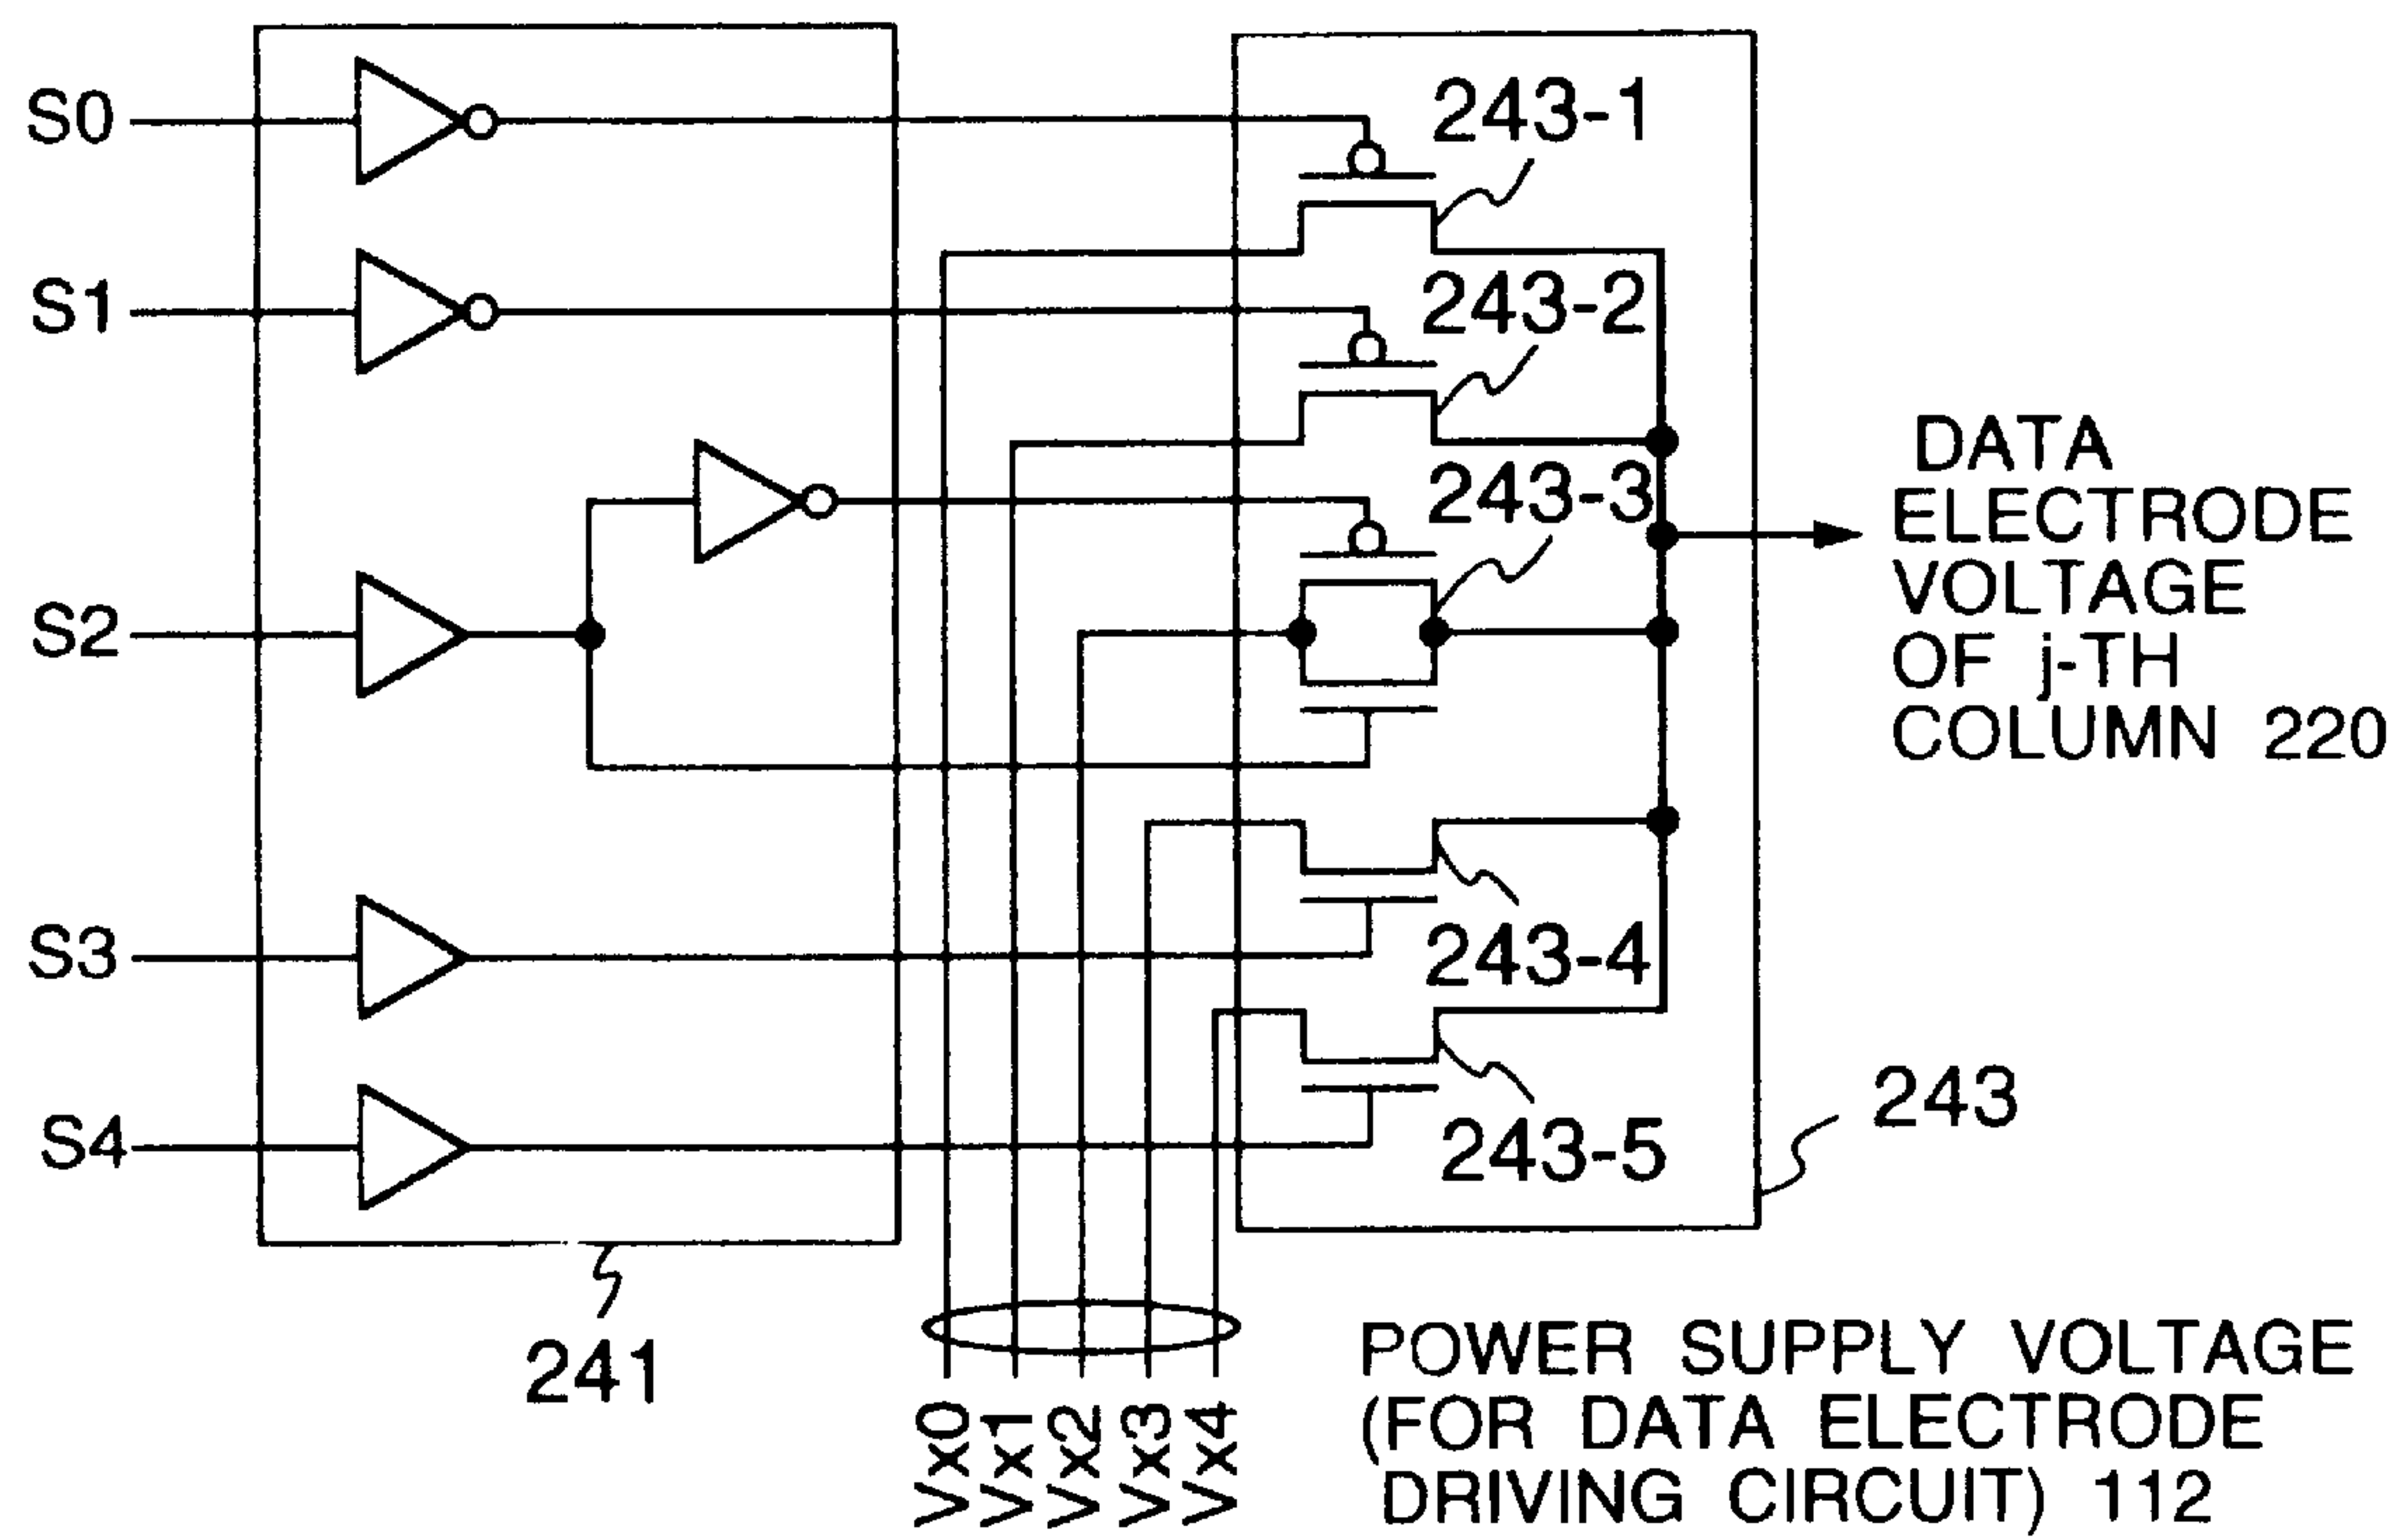 S0
243-1
S1
243-2
243-3
DATA
ELECTRODE
VOLTAGE
OF j-TH
COLUMN 220
S2
S3
243-4
S4
243-5
243
241
Vx0
Vx1
Vx2
Vx3
Vx4
POWER SUPPLY VOLTAGE
(FOR DATA ELECTRODE
DRIVING CIRCUIT) 112